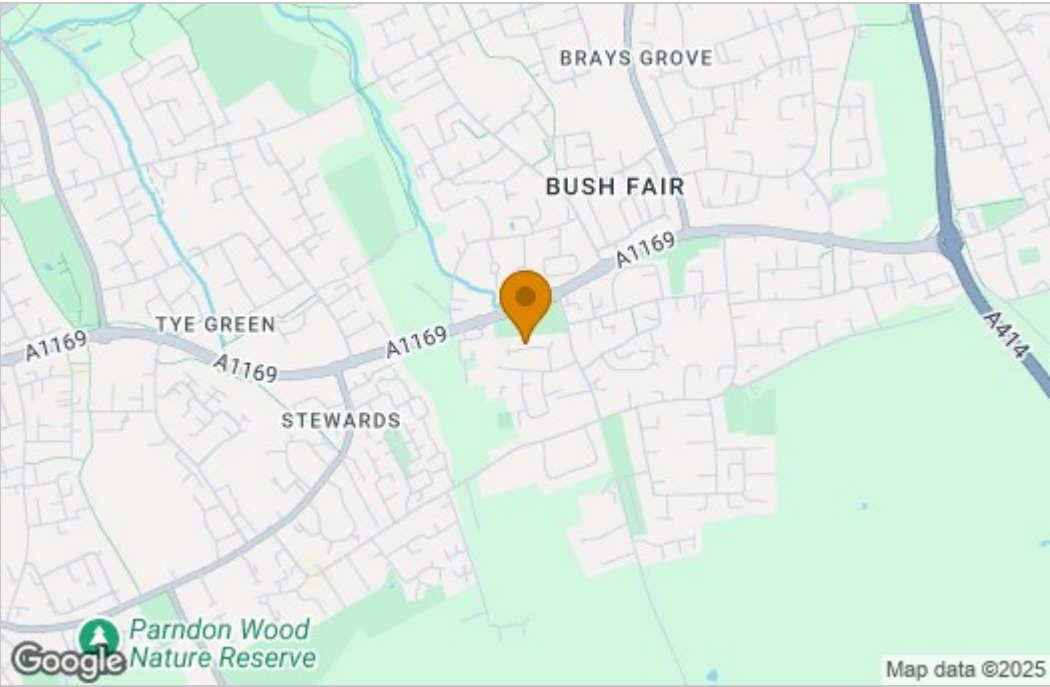 BRAYS GROVE
BUSH FAIR
A1169
TYE GREEN
A1169
A1169
A1169
A414
STEWARDS
Parndon Wood
Nature Reserve
Google
Map data ©2025